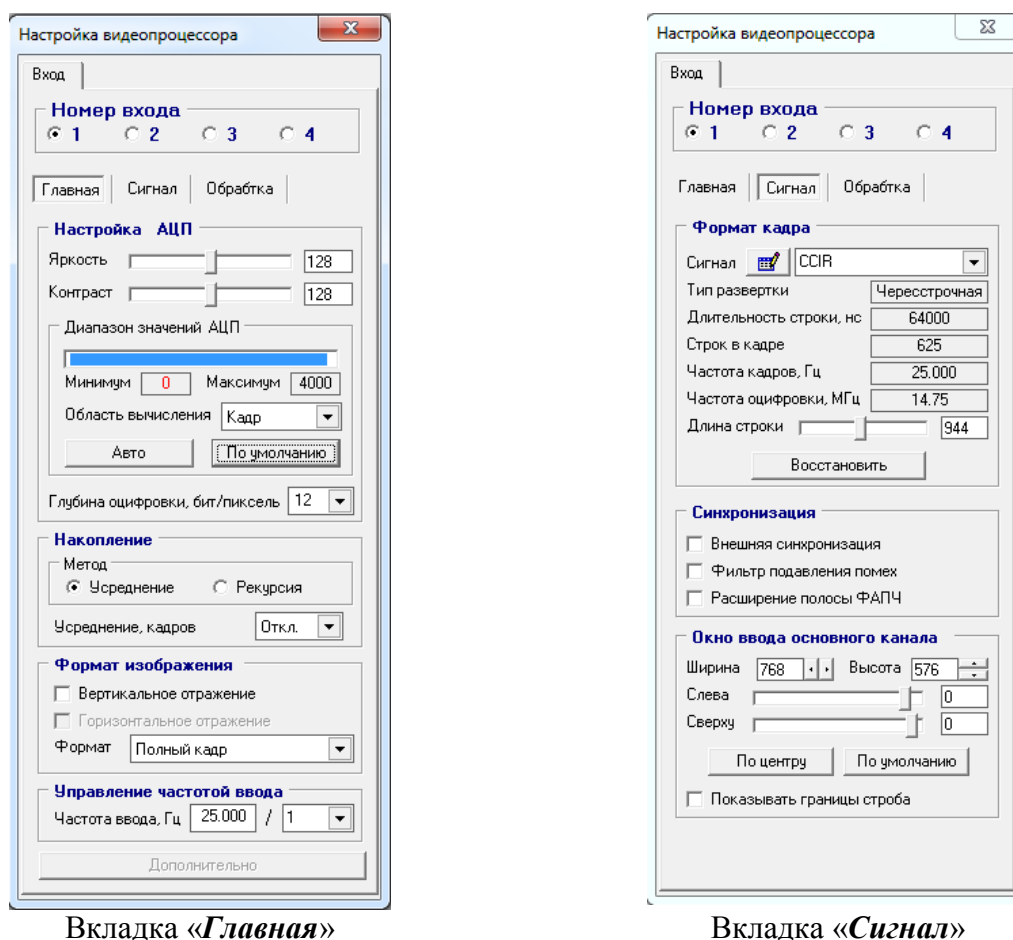 Настройка видеопроцессора
Вход
Номер входа
1 2 3 4
Главная Сигнал Обрабтка
Настройка АЦП
Яркость 128
Контраст 128
Диапазон значений АЦП
Минимум 0 Максимум 4000
Область вычисления Кадр
Авто По умолчанию
Глубина оцифровки, бит/пиксель 12
Накопление
Метод
Усреднение Рекурсия
Усреднение, кадров Откл.
Формат изображения
Вертикальное отражение
Горизонтальное отражение
Формат Полный кадр
Управление частотой ввода
Частота ввода, Гц 25.000 / 1
Дополнительно
Вкладка «Главная»
Настройка видеопроцессора
Вход
Номер входа
1 2 3 4
Главная Сигнал Обрабтка
Формат кадра
Сигнал CCIR
Тип развертки Чересстрочная
Длительность строки, нс 64000
Строк в кадре 625
Частота кадров, Гц 25.000
Частота оцифровки, МГц 14.75
Длина строки 944
Восстановить
Синхронизация
Внешняя синхронизация
Фильтр подавления помех
Расширение полосы ФАПЧ
Окно ввода основного канала
Ширина 768 Высота 576
Слева 0
Сверху 0
По центру По умолчанию
Показывать границы строба
Вкладка «Сигнал»